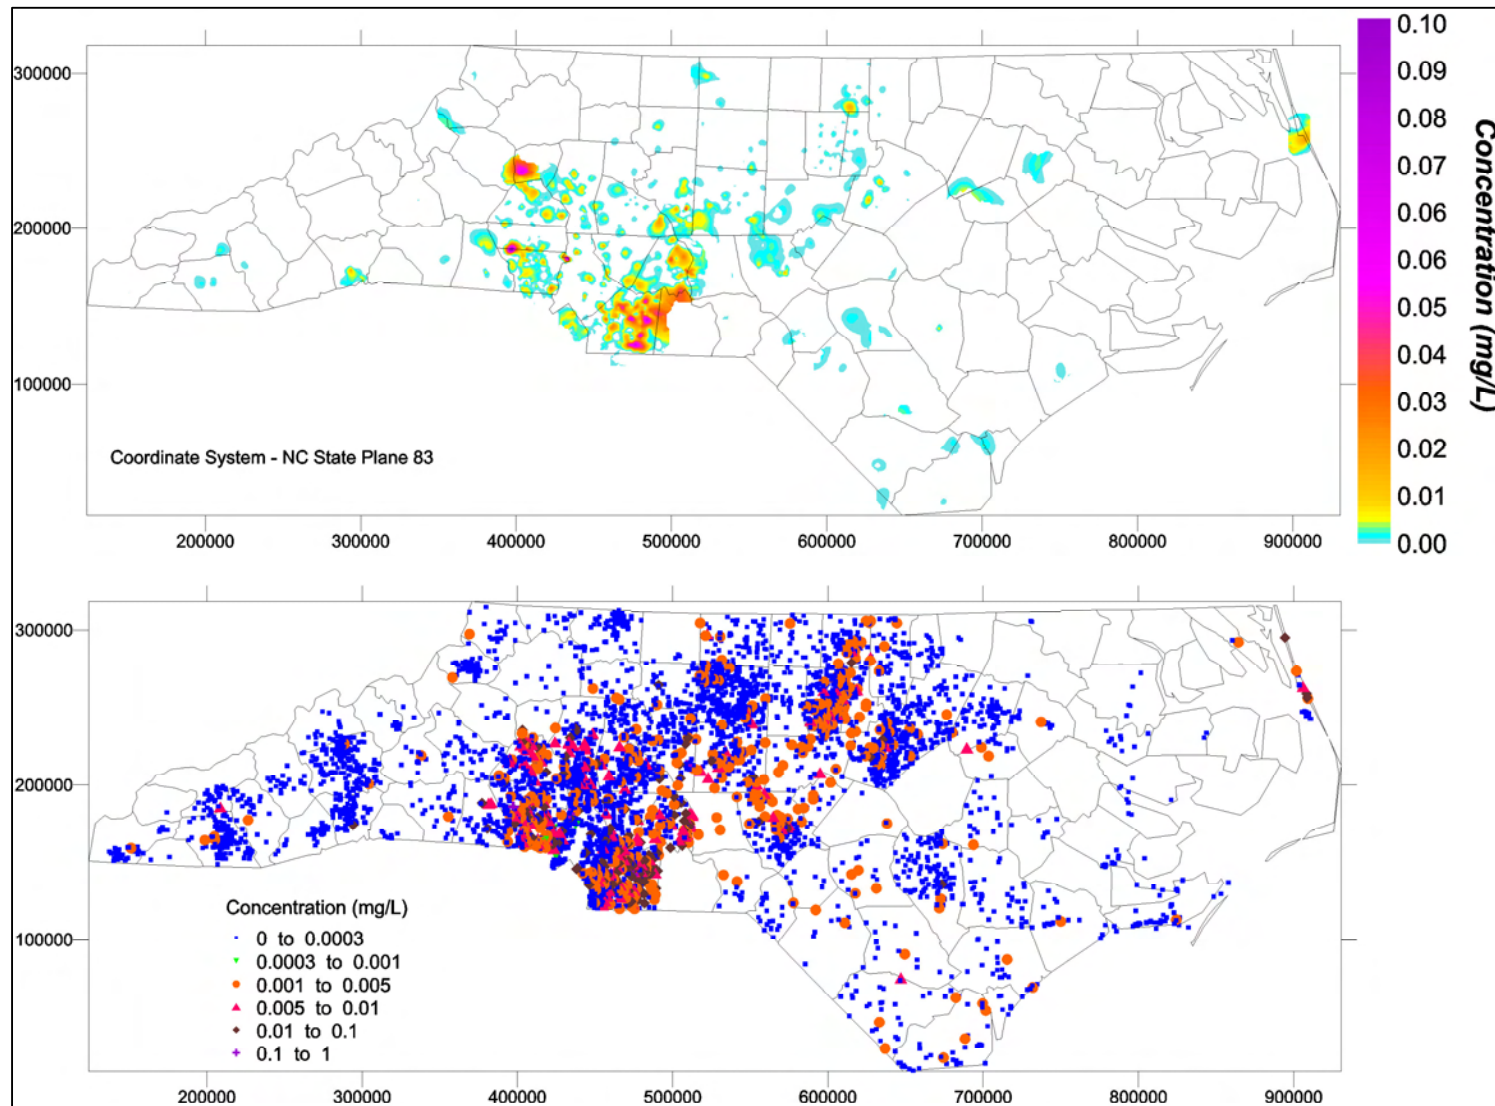 300000
200000
100000
Coordinate System - NC State Plane 83
200000 300000 400000 500000 600000 700000 800000 900000
0.10
0.09
0.08
0.07
0.06
0.06
0.05
0.04
0.03
0.02
0.01
0.00
Concentration (mg/L)
300000
200000
100000
Concentration (mg/L)
0 to 0.0003
0.0003 to 0.001
0.001 to 0.005
0.005 to 0.01
0.01 to 0.1
0.1 to 1
200000 300000 400000 500000 600000 700000 800000 900000